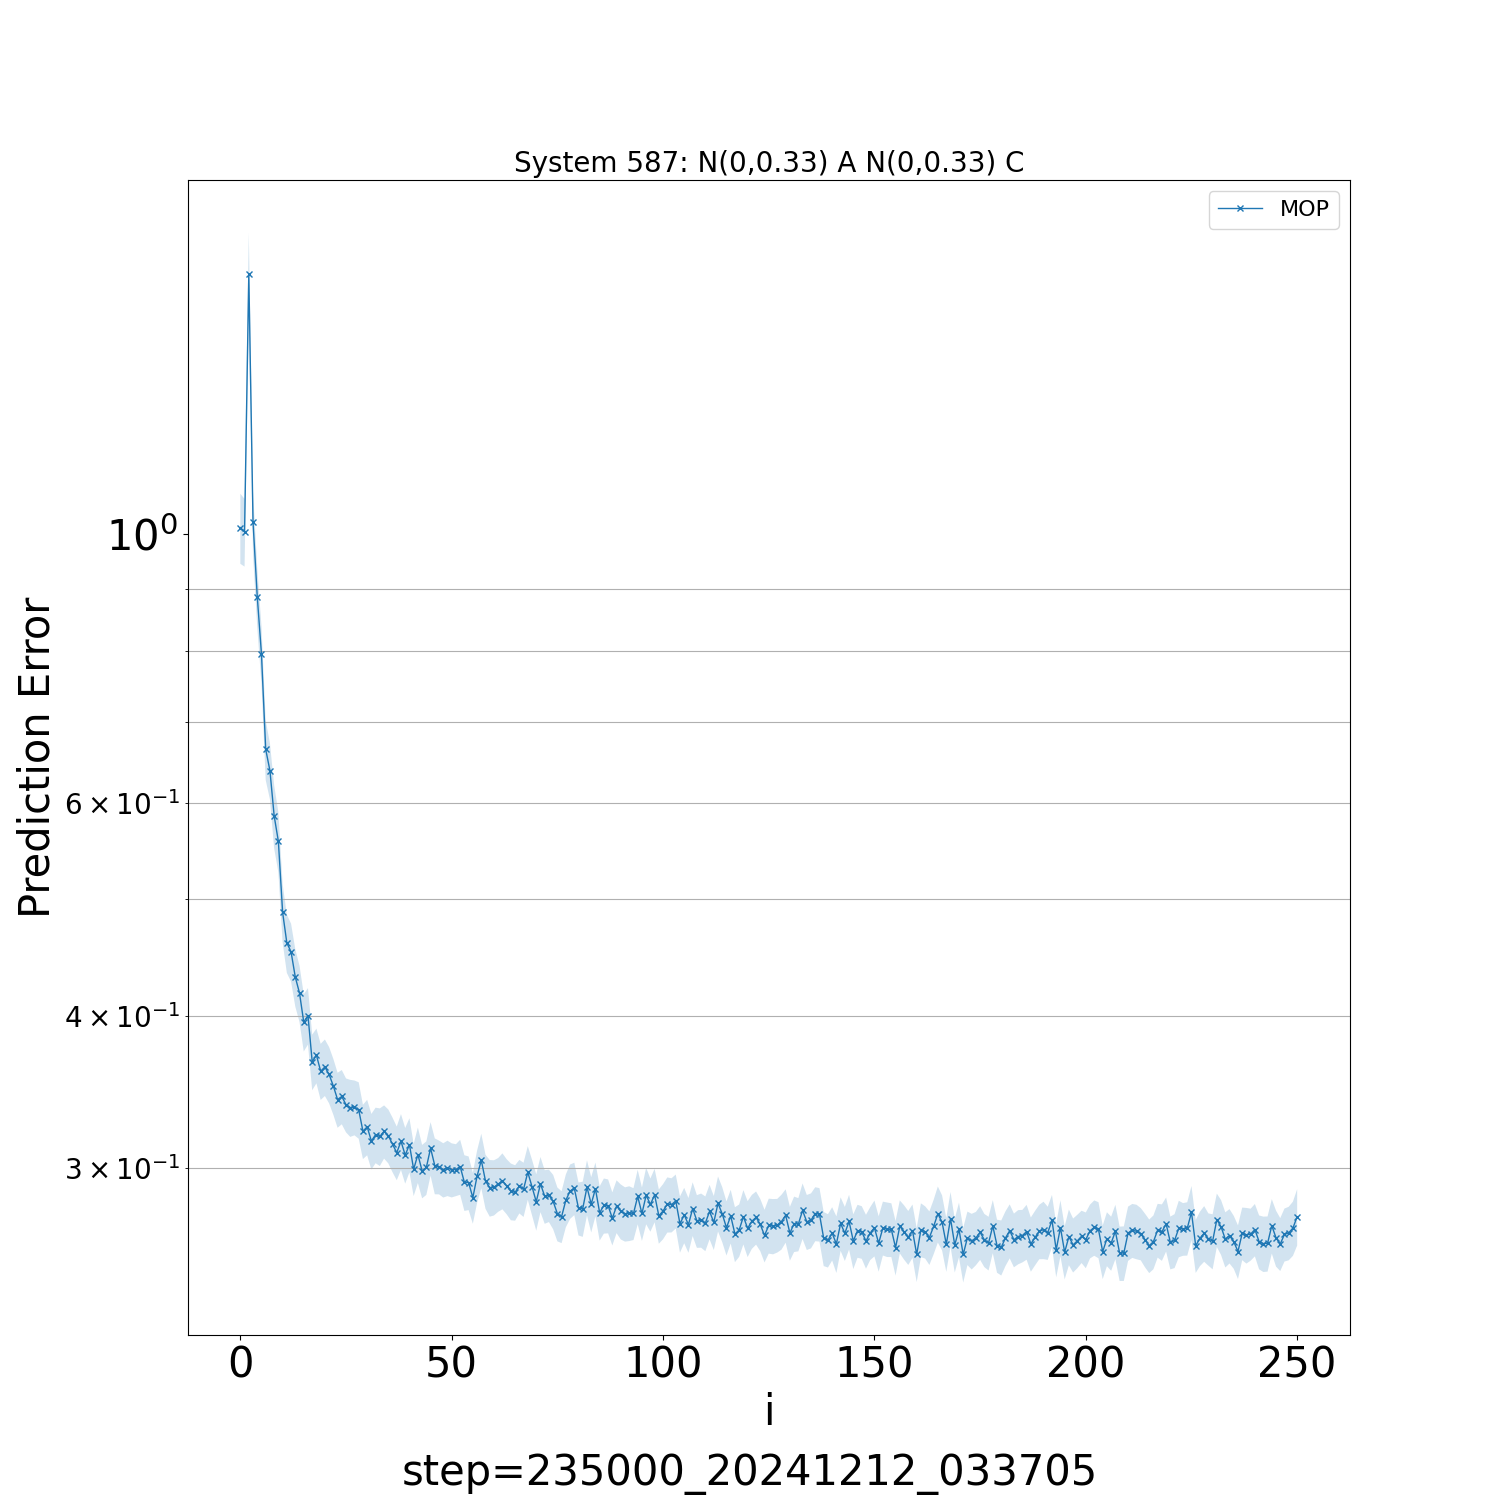 System 587: N(0,0.33) A N(0,0.33) C
MOP
10⁰
6 × 10⁻¹
4 × 10⁻¹
3 × 10⁻¹
Prediction Error
0 50 100 150 200 250
i
step=235000_20241212_033705